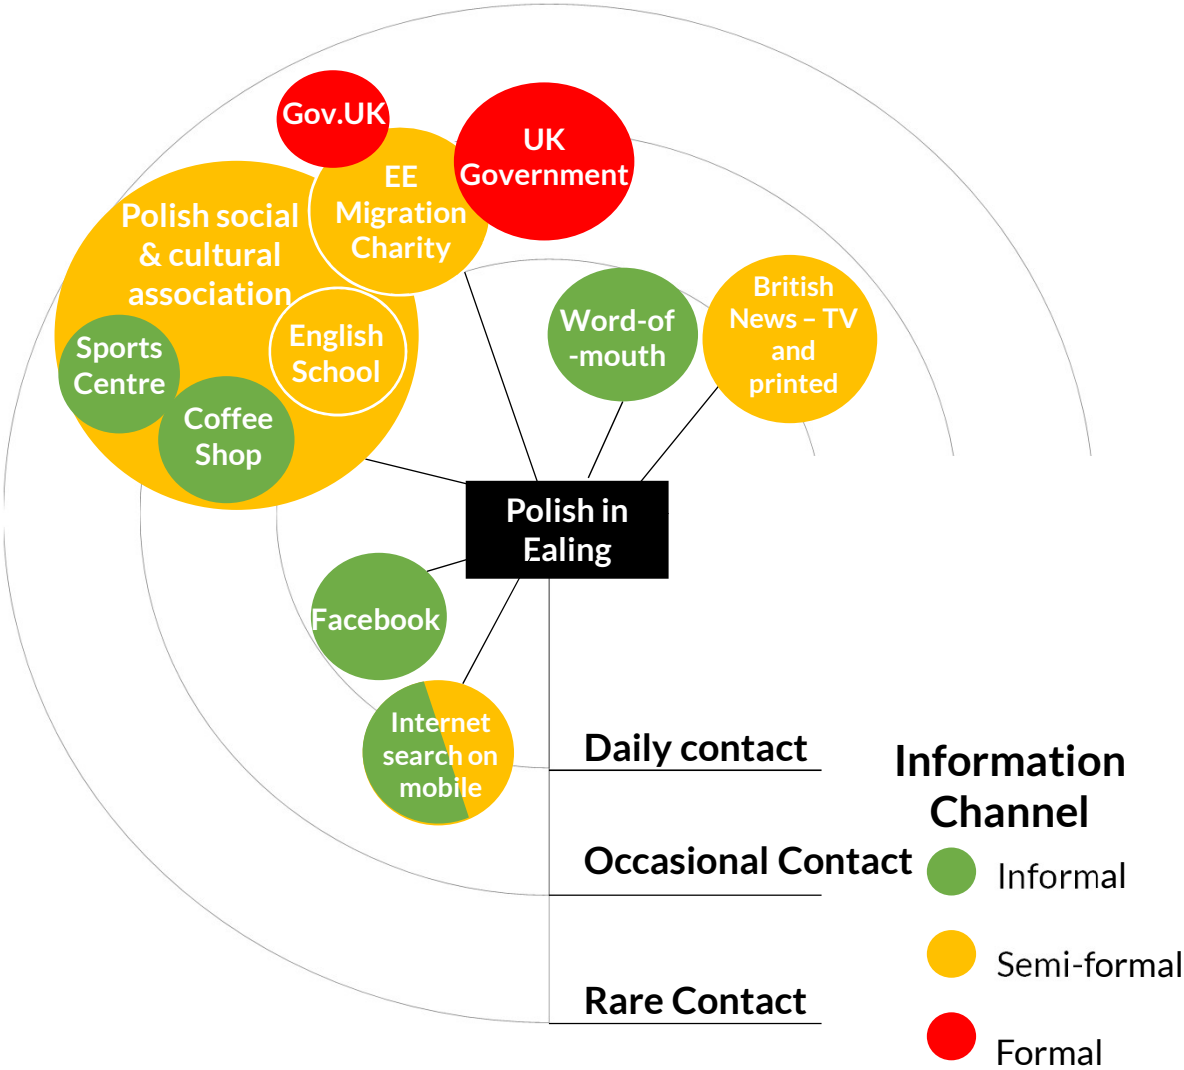 Gov.UK
UK
Government
EE
Migration
Charity
Polish social
& cultural
association
English
School
Sports
Centre
Coffee
Shop
Word-of
-mouth
British
News – TV
and
printed
Polish in
Ealing
Facebook
Internet
search on
mobile
Daily contact
Occasional Contact
Rare Contact
Information
Channel
Informal
Semi-formal
Formal